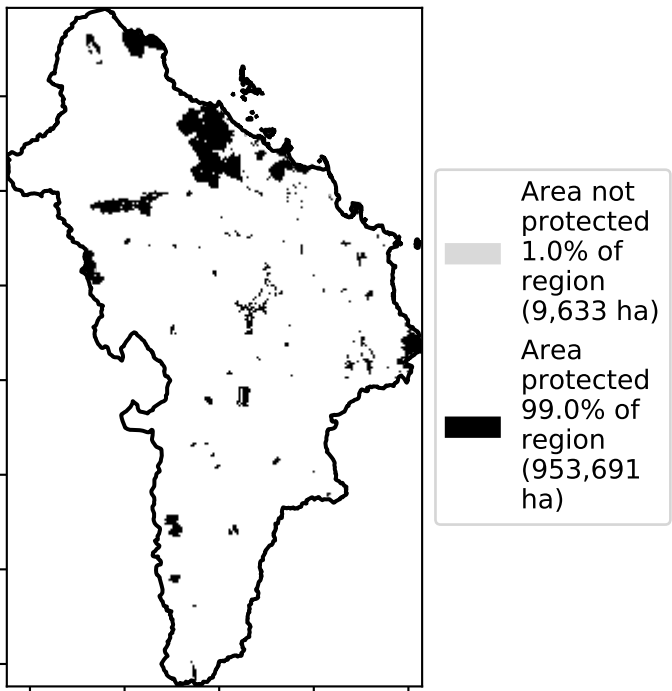 Area not
protected
1.0% of
region
(9,633 ha)
Area
protected
99.0% of
region
(953,691
ha)